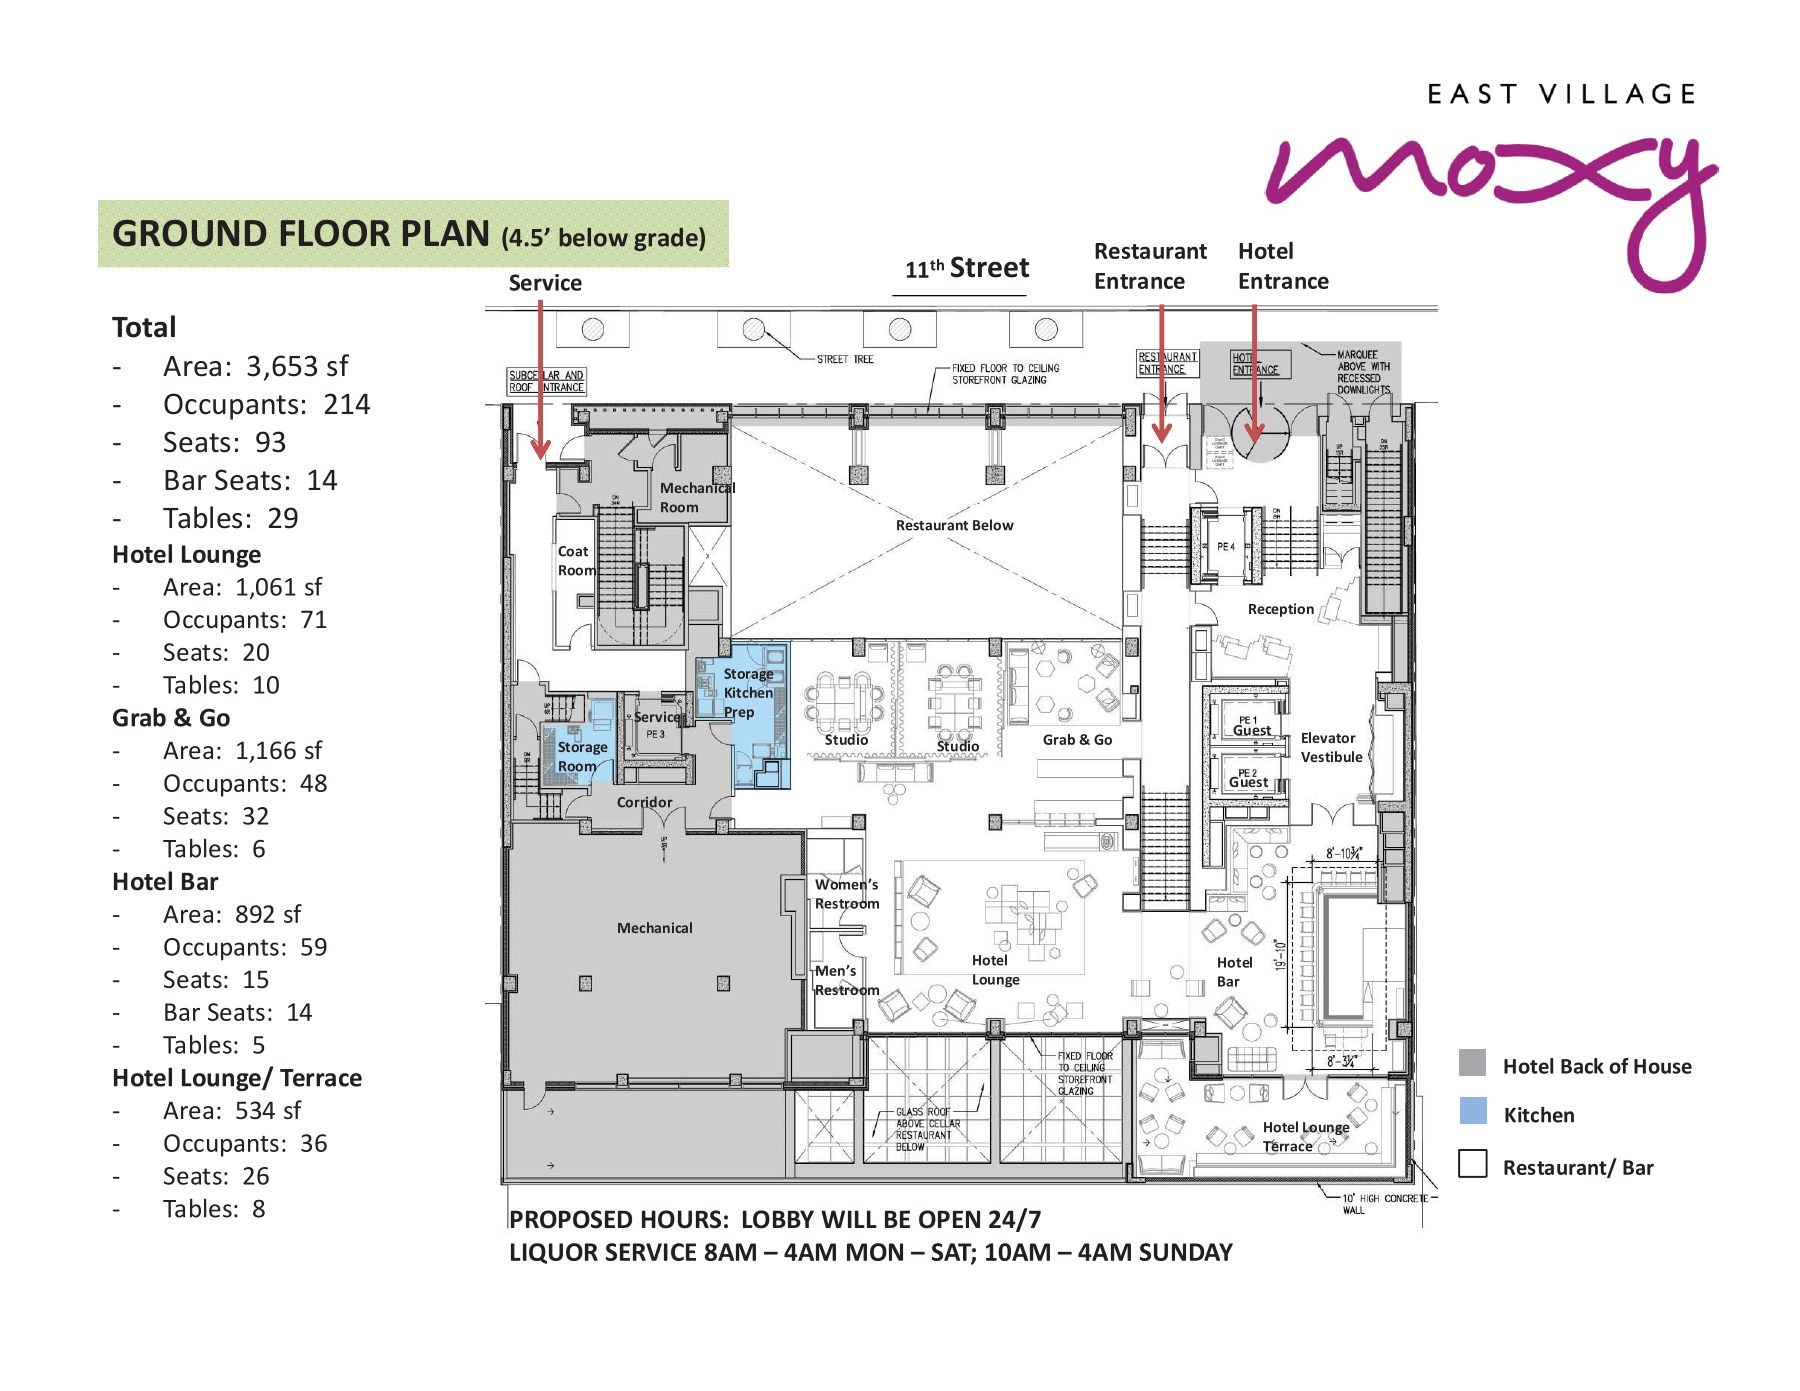 EAST VILLAGE
moxy
GROUND FLOOR PLAN (4.5’ below grade)
Service
11th Street
Restaurant
Entrance
Hotel
Entrance
Total
- Area: 3,653 sf
- Occupants: 214
- Seats: 93
- Bar Seats: 14
- Tables: 29
Hotel Lounge
- Area: 1,061 sf
- Occupants: 71
- Seats: 20
- Tables: 10
Grab & Go
- Area: 1,166 sf
- Occupants: 48
- Seats: 32
- Tables: 6
Hotel Bar
- Area: 892 sf
- Occupants: 59
- Seats: 15
- Bar Seats: 14
- Tables: 5
Hotel Lounge/ Terrace
- Area: 534 sf
- Occupants: 36
- Seats: 26
- Tables: 8
STREET TREE
SUBCELLAR AND
ROOF ENTRANCE
FIXED FLOOR TO CEILING
STOREFRONT GLAZING
RESTAURANT
ENTRANCE
HOTEL
ENTRANCE
MARQUEE
ABOVE WITH
RECESSED
DOWNLIGHTS
Mechanical
Room
Coat
Room
Restaurant Below
PE 4
Reception
Storage
Kitchen
Prep
Service
PE 3
Storage
Room
Corridor
UP
Studio
Studio
Grab & Go
PE 1
Guest
PE 2
Guest
Elevator
Vestibule
Mechanical
Women’s
Restroom
Men’s
Restroom
Hotel
Lounge
Hotel
Bar
8'-10¾"
19'-10"
8'-3¼"
FIXED FLOOR
TO CEILING
STOREFRONT
GLAZING
GLASS ROOF
ABOVE CELLAR
RESTAURANT
BELOW
Hotel Lounge
Terrace
10' HIGH CONCRETE
WALL
Hotel Back of House
Kitchen
Restaurant/ Bar
PROPOSED HOURS: LOBBY WILL BE OPEN 24/7
LIQUOR SERVICE 8AM – 4AM MON – SAT; 10AM – 4AM SUNDAY